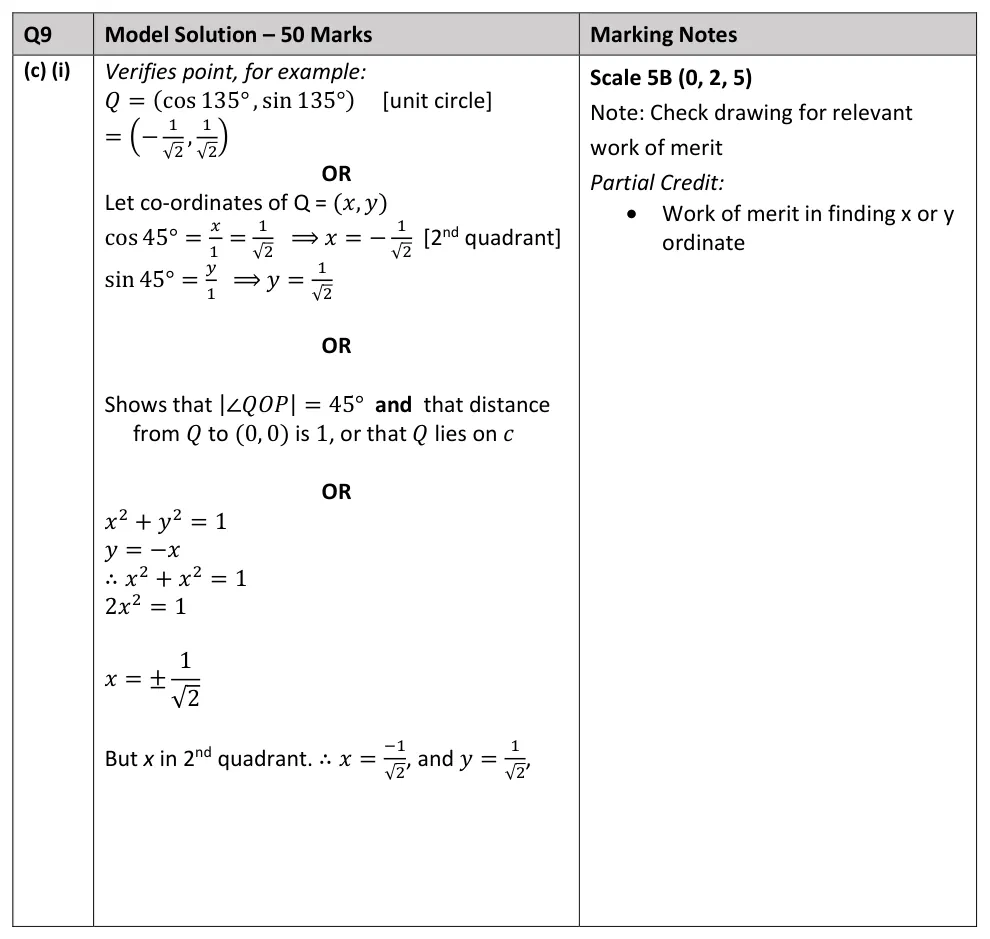 Q9 Model Solution – 50 Marks Marking Notes
(c) (i)
Verifies point, for example:
Q = (cos 135°, sin 135°) [unit circle]
= (−1/√2, 1/√2)
OR
Let co-ordinates of Q = (x, y)
cos 45° = x/1 = 1/√2 ⟹ x = −1/√2 [2nd quadrant]
sin 45° = y/1 ⟹ y = 1/√2
OR
Shows that |∠QOP| = 45° and that distance
from Q to (0, 0) is 1, or that Q lies on c
OR
x² + y² = 1
y = −x
∴ x² + x² = 1
2x² = 1
x = ± 1/√2
But x in 2nd quadrant. ∴ x = −1/√2, and y = 1/√2,
Scale 5B (0, 2, 5)
Note: Check drawing for relevant
work of merit
Partial Credit:
• Work of merit in finding x or y
ordinate